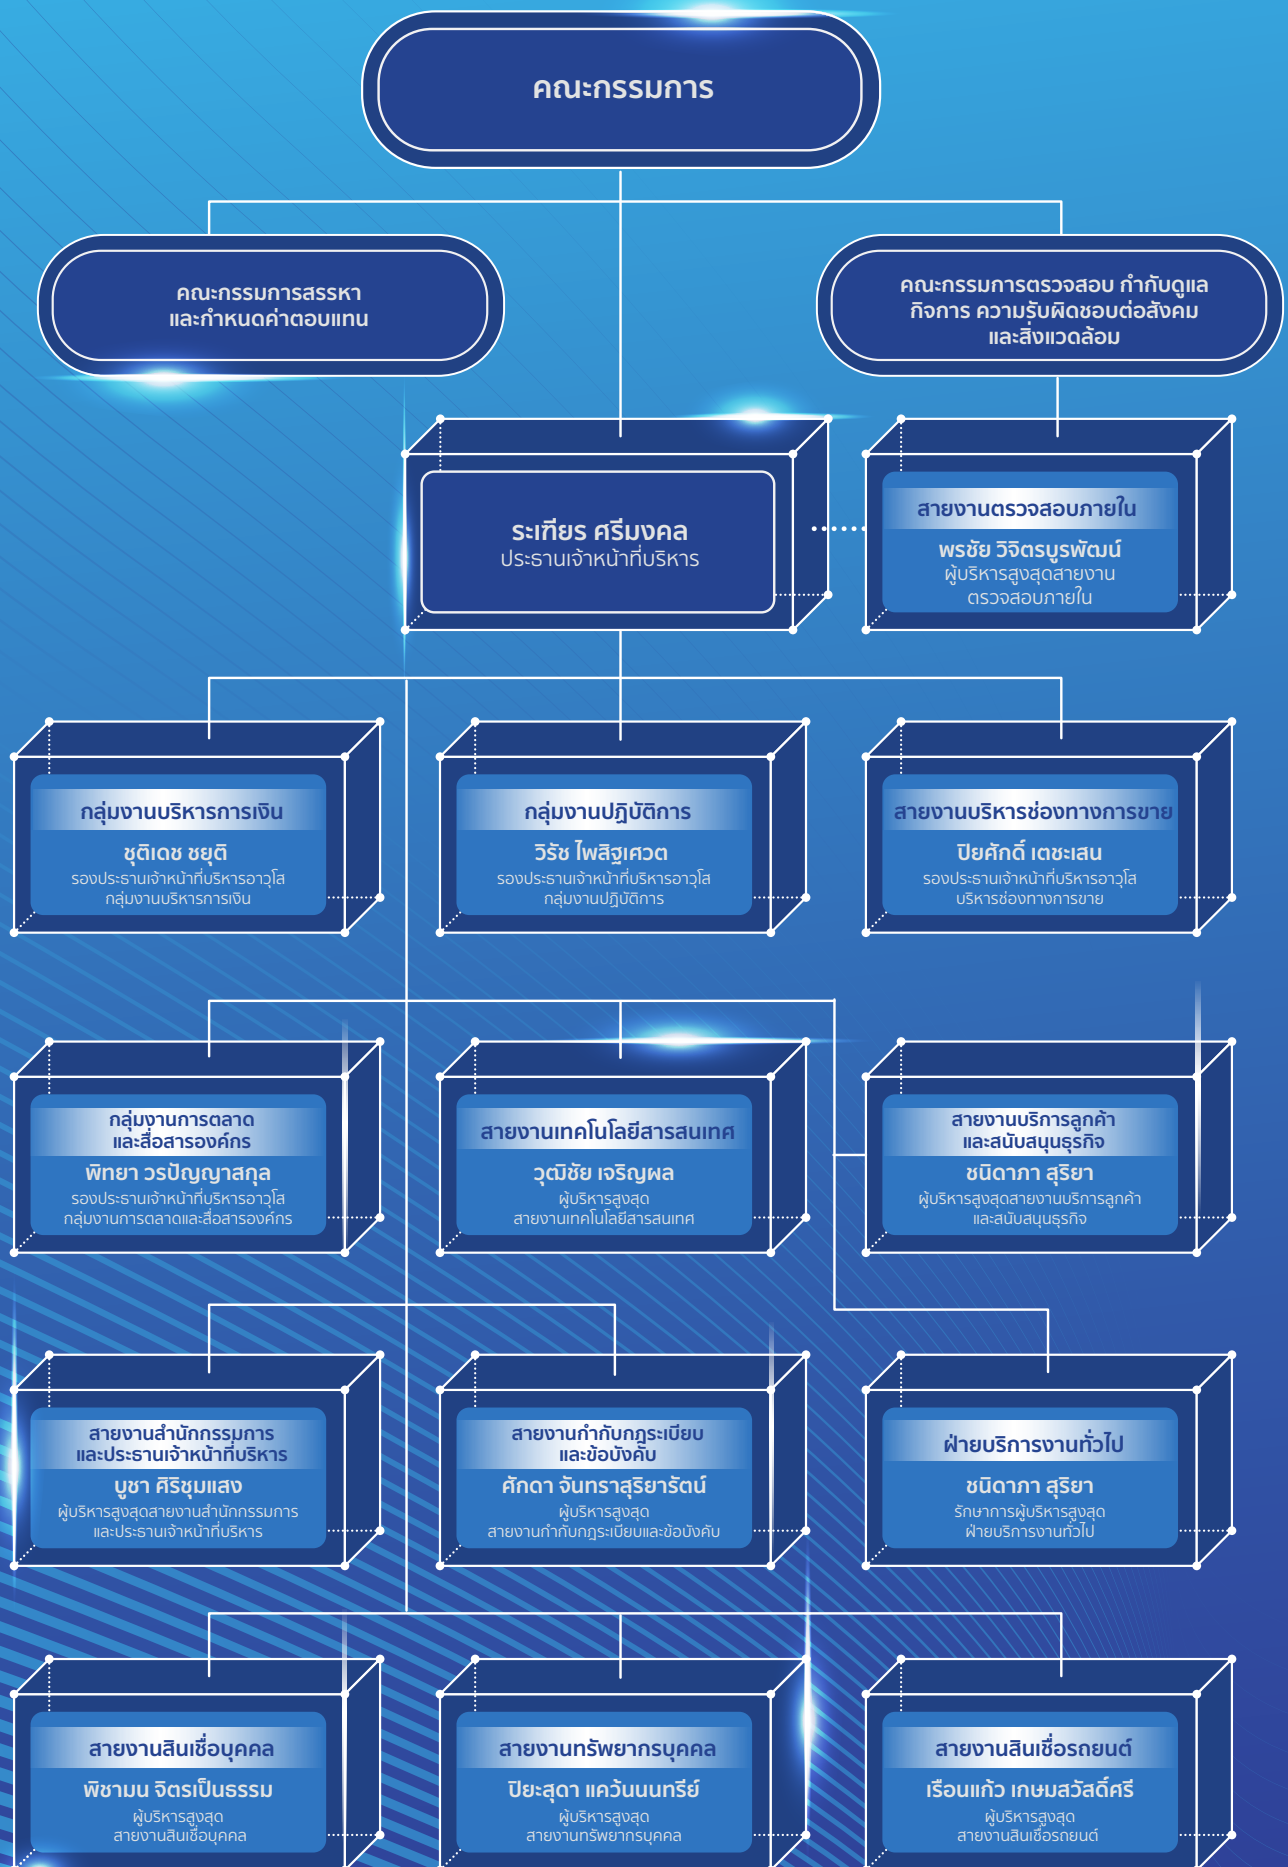 คณะกรรมการ
คณะกรรมการสรรหา
และกำหนดค่าตอบแทน
คณะกรรมการตรวจสอบ กำกับดูแล
กิจการ ความรับผิดชอบต่อสังคม
และสิ่งแวดล้อม
ระเฑียร ศรีมงคล
ประธานเจ้าหน้าที่บริหาร
สายงานตรวจสอบภายใน
พรชัย วิจิตรบูรพัฒน์
ผู้บริหารสูงสุดสายงาน
ตรวจสอบภายใน
กลุ่มงานบริหารการเงิน
ชุติเดช ชยุติ
รองประธานเจ้าหน้าที่บริหารอาวุโส
กลุ่มงานบริหารการเงิน
กลุ่มงานปฏิบัติการ
วิรัช ไพสิฐเศวต
รองประธานเจ้าหน้าที่บริหารอาวุโส
กลุ่มงานปฏิบัติการ
สายงานบริหารช่องทางการขาย
ปิยศักดิ์ เตชะเสน
รองประธานเจ้าหน้าที่บริหารอาวุโส
บริหารช่องทางการขาย
กลุ่มงานการตลาด
และสื่อสารองค์กร
พิทยา วรปัญญาสกุล
รองประธานเจ้าหน้าที่บริหารอาวุโส
กลุ่มงานการตลาดและสื่อสารองค์กร
สายงานเทคโนโลยีสารสนเทศ
วุฒิชัย เจริญผล
ผู้บริหารสูงสุด
สายงานเทคโนโลยีสารสนเทศ
สายงานบริการลูกค้า
และสนับสนุนธุรกิจ
ชนิดาภา สุริยา
ผู้บริหารสูงสุดสายงานบริการลูกค้า
และสนับสนุนธุรกิจ
สายงานสำนักกรรมการ
และประธานเจ้าหน้าที่บริหาร
บูชา ศิริชุมแสง
ผู้บริหารสูงสุดสายงานสำนักกรรมการ
และประธานเจ้าหน้าที่บริหาร
สายงานกำกับกฎระเบียบ
และข้อบังคับ
ศักดา จันทราสุริยารัตน์
ผู้บริหารสูงสุด
สายงานกำกับกฎระเบียบและข้อบังคับ
ฝ่ายบริการงานทั่วไป
ชนิดาภา สุริยา
รักษาการผู้บริหารสูงสุด
ฝ่ายบริการงานทั่วไป
สายงานสินเชื่อบุคคล
พิชามน จิตรเป็นธรรม
ผู้บริหารสูงสุด
สายงานสินเชื่อบุคคล
สายงานทรัพยากรบุคคล
ปิยะสุดา แคว้นนนทรีย์
ผู้บริหารสูงสุด
สายงานทรัพยากรบุคคล
สายงานสินเชื่อรถยนต์
เรือนแก้ว เกษมสวัสดิ์ศรี
ผู้บริหารสูงสุด
สายงานสินเชื่อรถยนต์